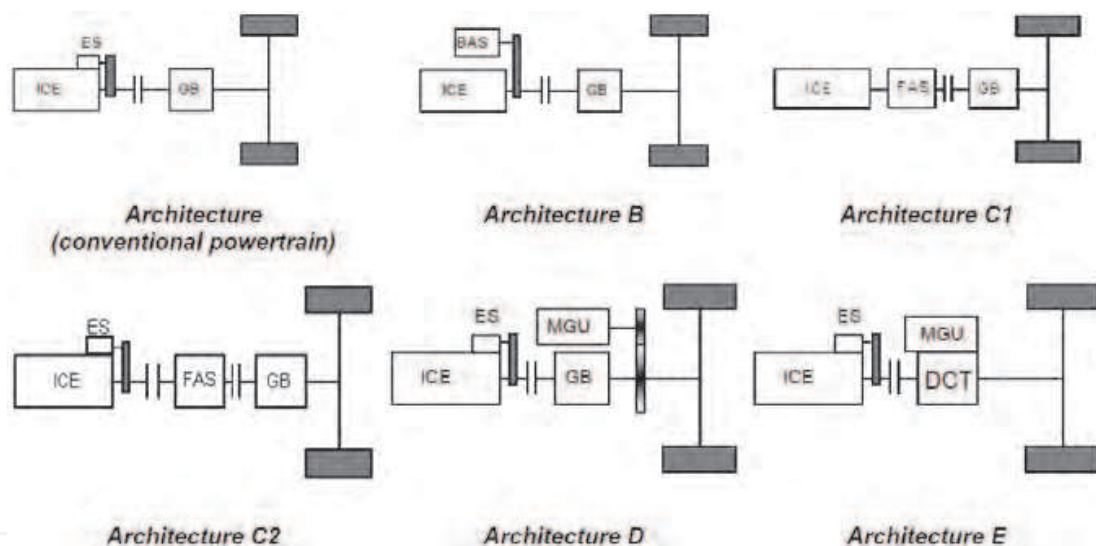 ES
ICE
GB
BAS
ICE
GB
ICE
FAS
GB
Architecture
(conventional powertrain)
Architecture B
Architecture C1
ES
ICE
FAS
GB
ES
MGU
ICE
GB
ES
MGU
ICE
DCT
Architecture C2
Architecture D
Architecture E